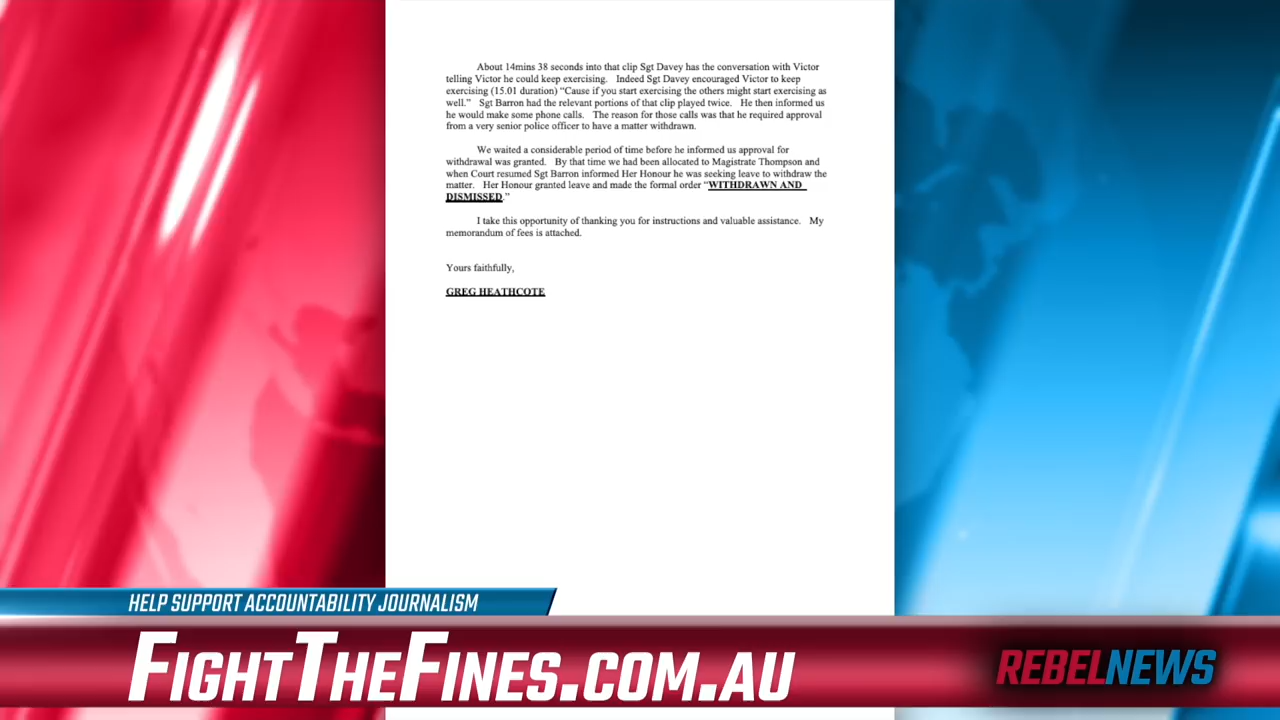 About 14mins 38 seconds into that clip Sgt Davey has the conversation with Victor
telling Victor he could keep exercising. Indeed Sgt Davey encouraged Victor to keep
exercising (15.01 duration) “Cause if you start exercising the others might start exercising as
well.” Sgt Barron had the relevant portions of that clip played twice. He then informed us
he would make some phone calls. The reason for those calls was that he required approval
from a very senior police officer to have a matter withdrawn.
We waited a considerable period of time before he informed us approval for
withdrawal was granted. By that time we had been allocated to Magistrate Thompson and
when Court resumed Sgt Barron informed Her Honour he was seeking leave to withdraw the
matter. Her Honour granted leave and made the formal order “WITHDRAWN AND
DISMISSED.”
I take this opportunity of thanking you for instructions and valuable assistance. My
memorandum of fees is attached.
Yours faithfully,
GREG HEATHCOTE
HELP SUPPORT ACCOUNTABILITY JOURNALISM
FIGHTTHEFINES.COM.AU
REBELNEWS